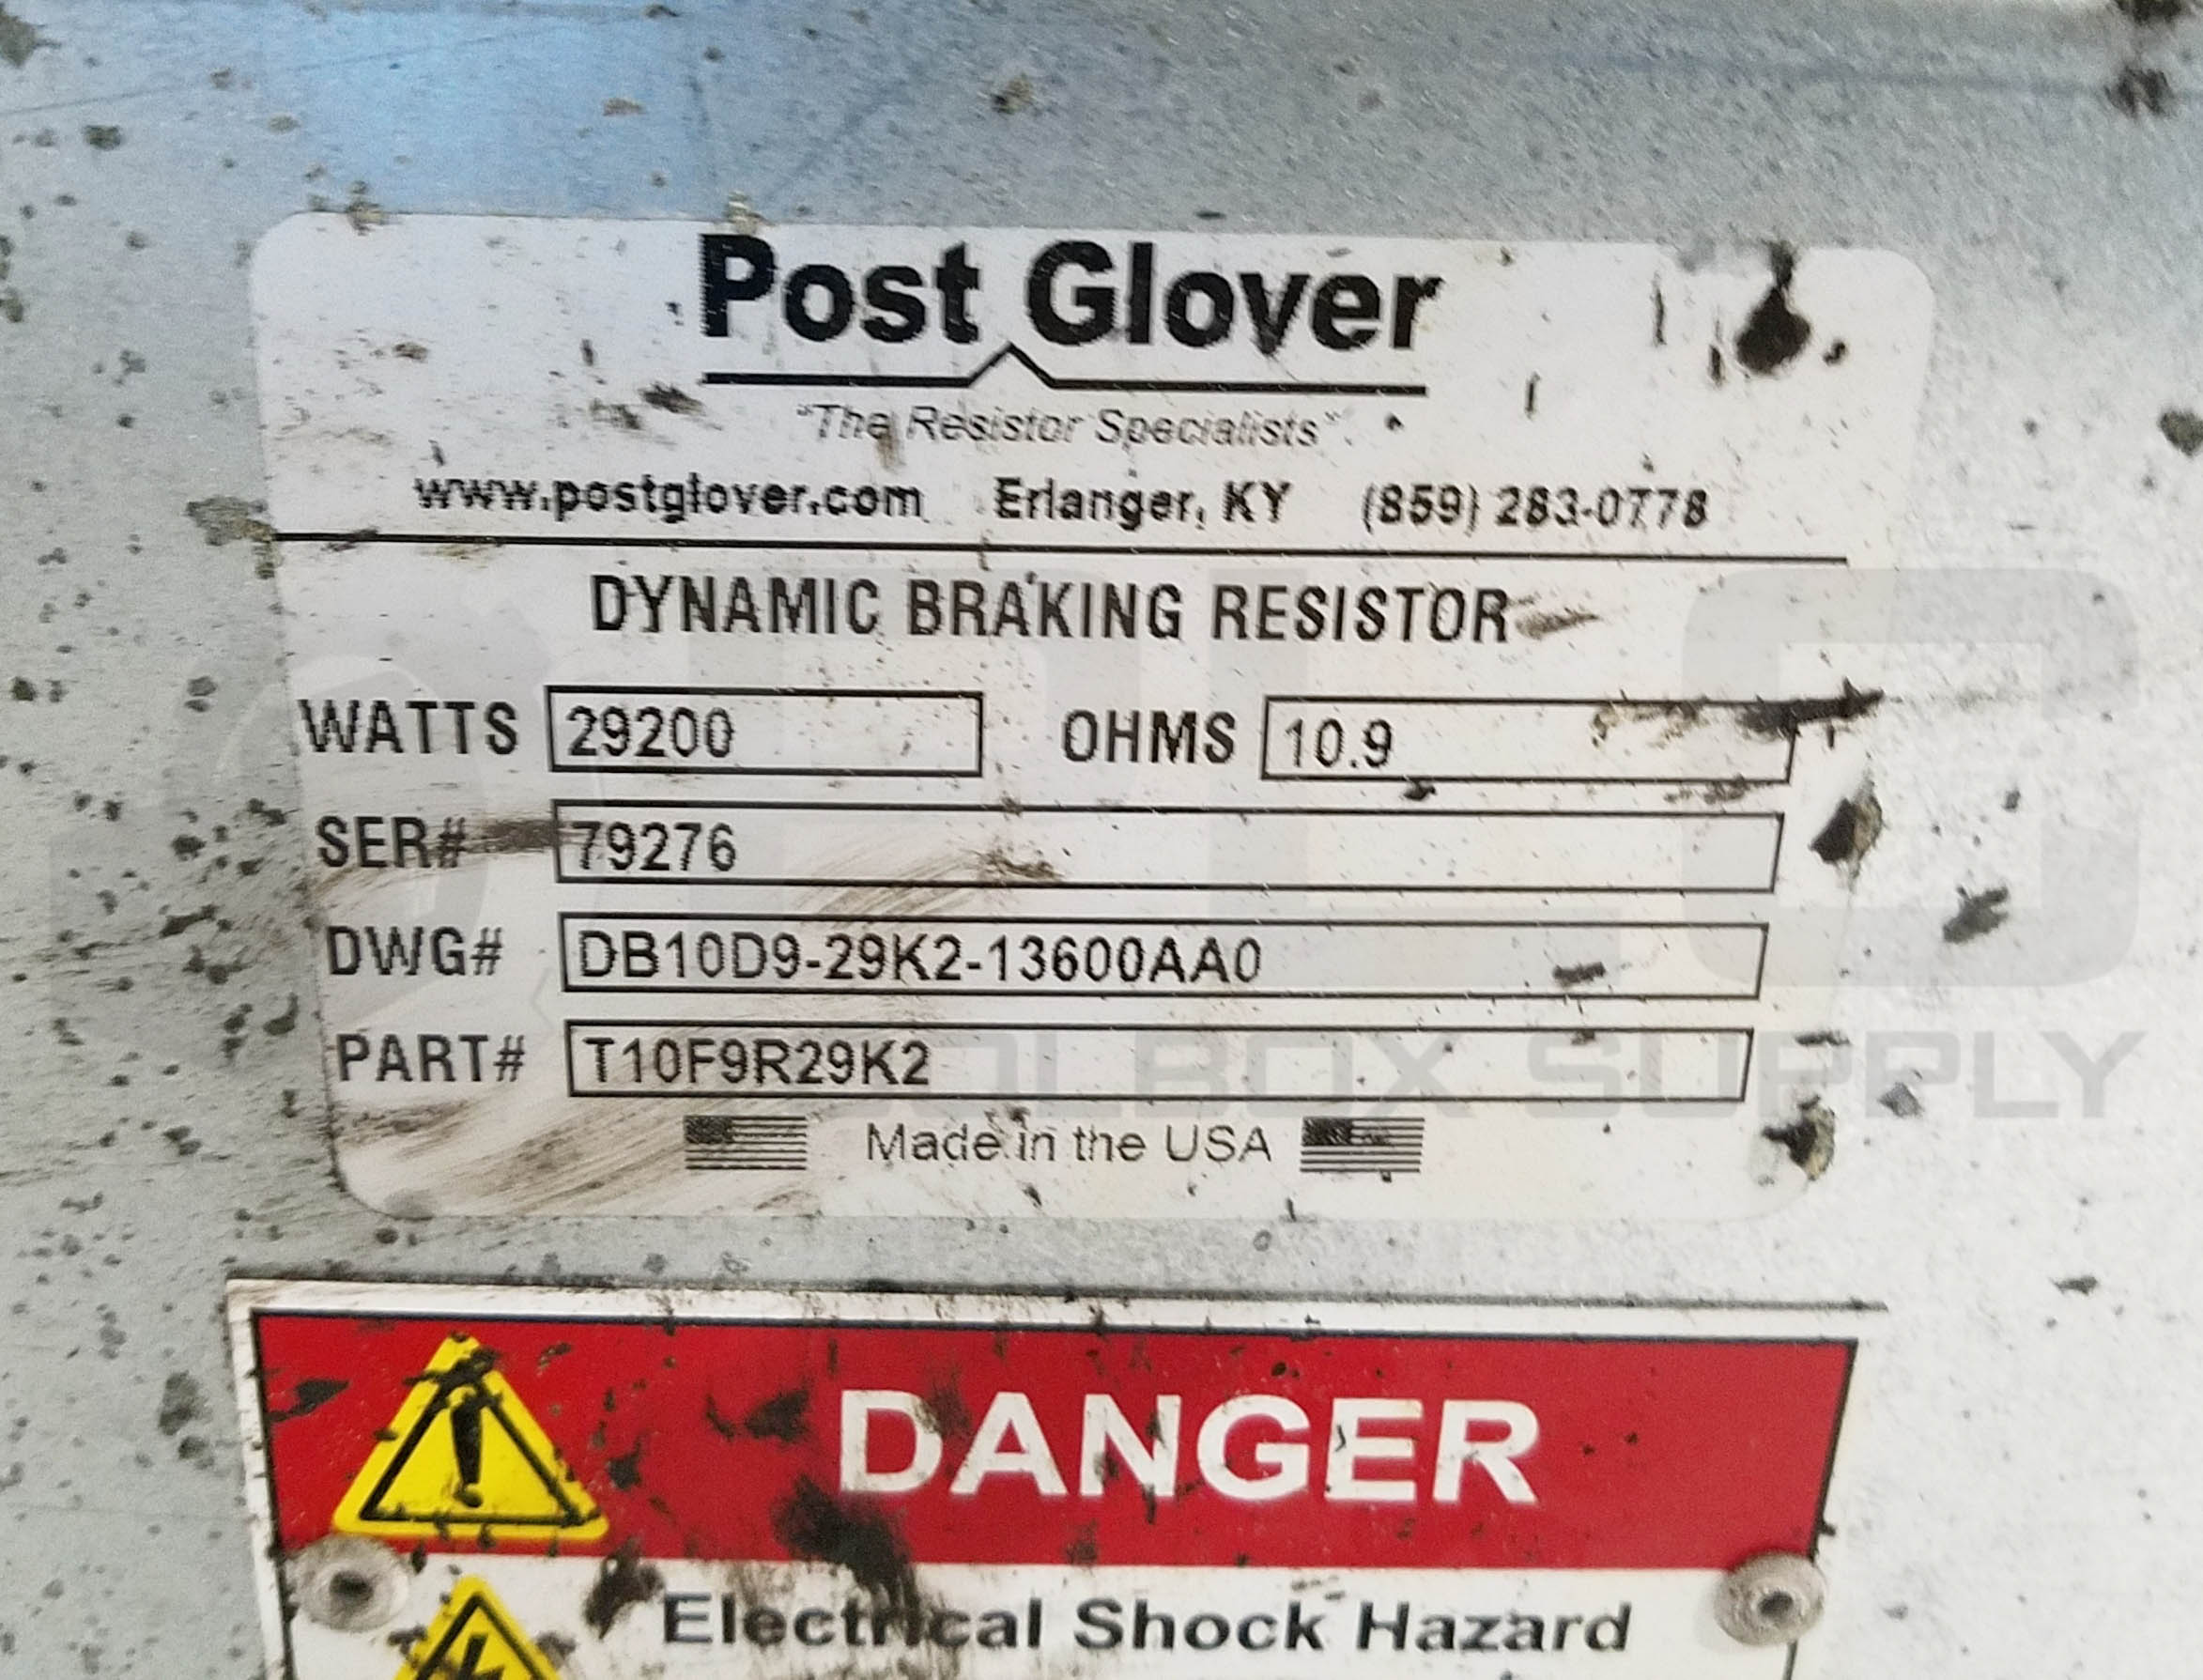 Post Glover
"The Resistor Specialists"
www.postglover.com Erlanger, KY (859) 283-0778
DYNAMIC BRAKING RESISTOR
WATTS 29200 OHMS 10.9
SER# 79276
DWG# DB10D9-29K2-13600AA0
PART# T10F9R29K2
Made in the USA
DANGER
Electrical Shock Hazard
SUPPLY